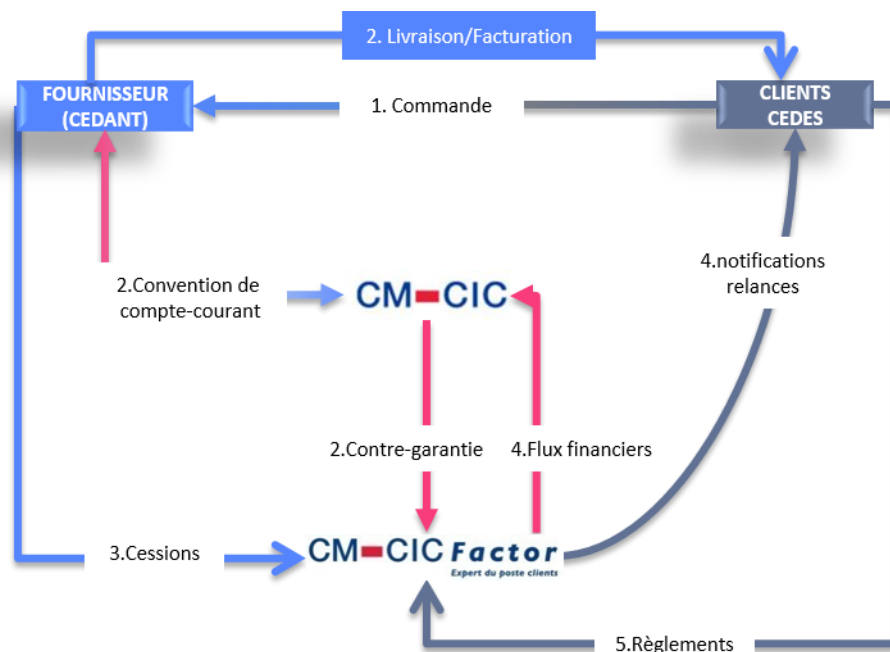 2. Livraison/Facturation
FOURNISSEUR
(CEDANT)
1. Commande
CLIENTS
CEDES
4.notifications
relances
2.Convention de
compte-courant
CM-CIC
2.Contre-garantie
4.Flux financiers
3.Cessions
CM-CIC Factor
Expert du poste clients
5.Règlements